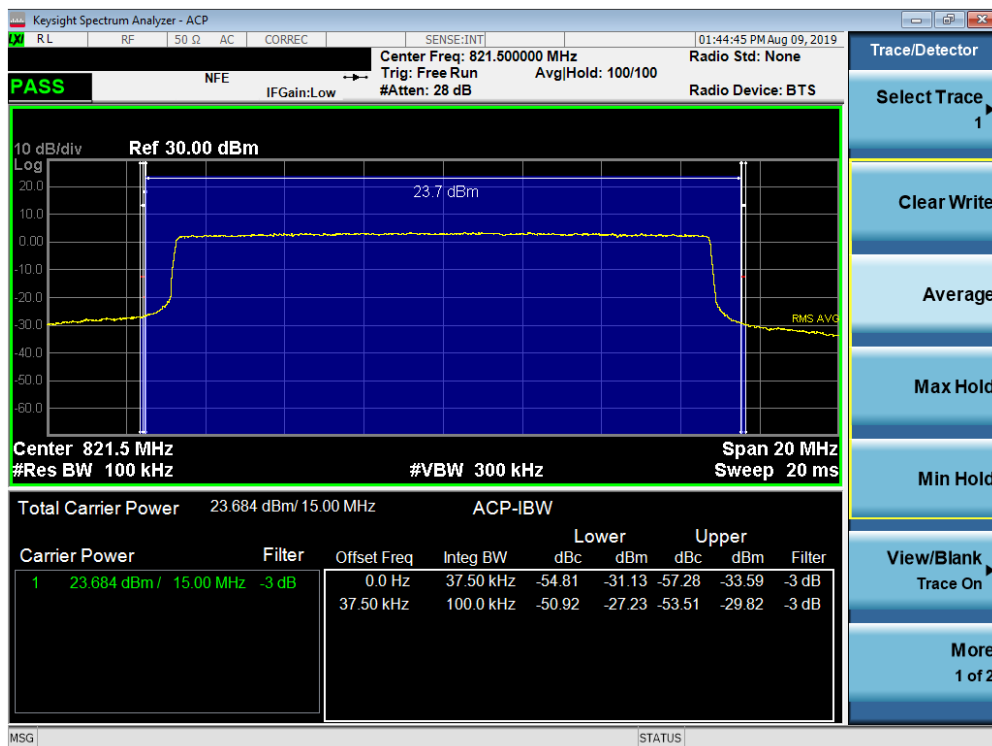 Keysight Spectrum Analyzer - ACP
LXI RL RF 50 Ω AC CORREC SENSE:INT 01:44:45 PM Aug 09, 2019
Center Freq: 821.500000 MHz Radio Std: None
NFE Trig: Free Run Avg|Hold: 100/100
PASS IFGain:Low #Atten: 28 dB Radio Device: BTS
10 dB/div Ref 30.00 dBm
Log
20.0
23.7 dBm
10.0
0.00
-10.0
-20.0
-30.0
RMS AVG
-40.0
-50.0
-60.0
Center 821.5 MHz Span 20 MHz
#Res BW 100 kHz #VBW 300 kHz Sweep 20 ms
Total Carrier Power 23.684 dBm/ 15.00 MHz ACP-IBW
Lower Upper
Carrier Power Filter Offset Freq Integ BW dBc dBm dBc dBm Filter
1 23.684 dBm / 15.00 MHz -3 dB 0.0 Hz 37.50 kHz -54.81 -31.13 -57.28 -33.59 -3 dB
37.50 kHz 100.0 kHz -50.92 -27.23 -53.51 -29.82 -3 dB
MSG STATUS
Trace/Detector
Select Trace
1
Clear Write
Average
Max Hold
Min Hold
View/Blank
Trace On
More
1 of 2